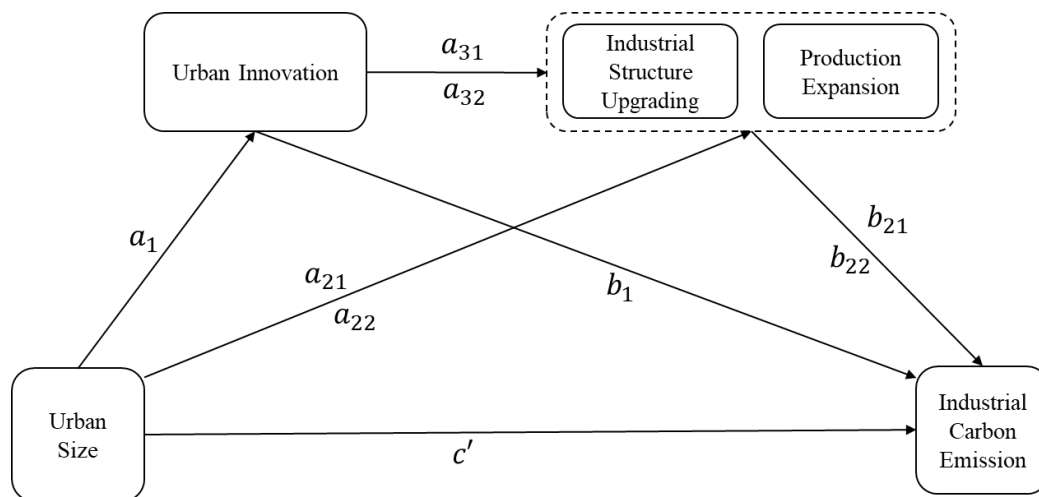 Urban Innovation
a₃₁
a₃₂
Industrial
Structure
Upgrading
Production
Expansion
a₁
a₂₁
a₂₂
b₁
b₂₁
b₂₂
Urban
Size
c′
Industrial
Carbon
Emission